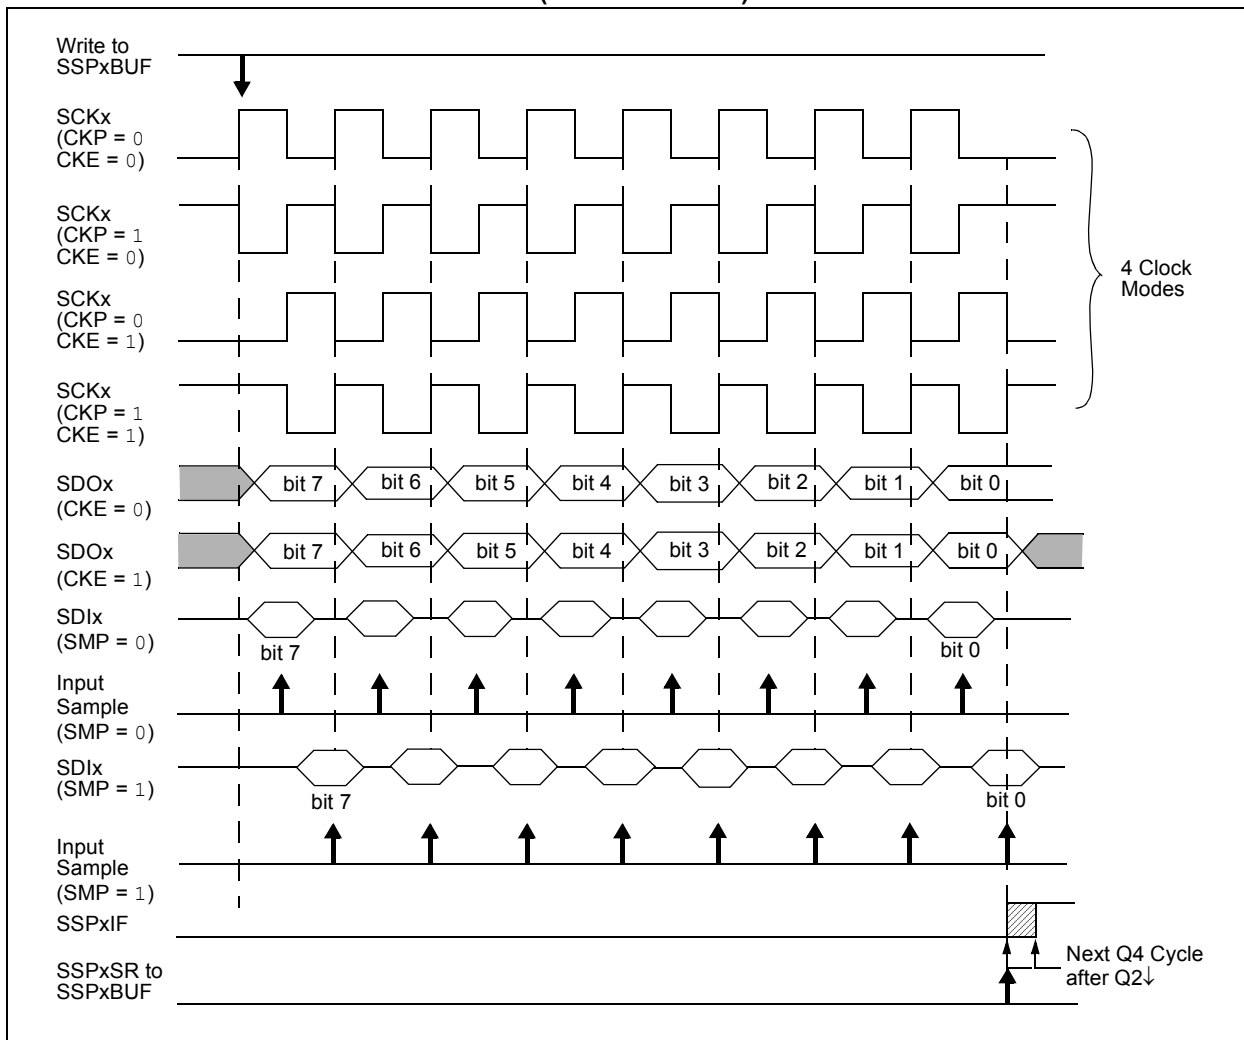 Write to
SSPxBUF
SCKx
(CKP = 0
CKE = 0)
SCKx
(CKP = 1
CKE = 0)
SCKx
(CKP = 0
CKE = 1)
SCKx
(CKP = 1
CKE = 1)
4 Clock
Modes
SDOx
(CKE = 0)
bit 7 bit 6 bit 5 bit 4 bit 3 bit 2 bit 1 bit 0
SDOx
(CKE = 1)
bit 7 bit 6 bit 5 bit 4 bit 3 bit 2 bit 1 bit 0
SDIx
(SMP = 0)
bit 7 bit 0
Input
Sample
(SMP = 0)
SDIx
(SMP = 1)
bit 7 bit 0
Input
Sample
(SMP = 1)
SSPxIF
SSPxSR to
SSPxBUF
Next Q4 Cycle
after Q2↓